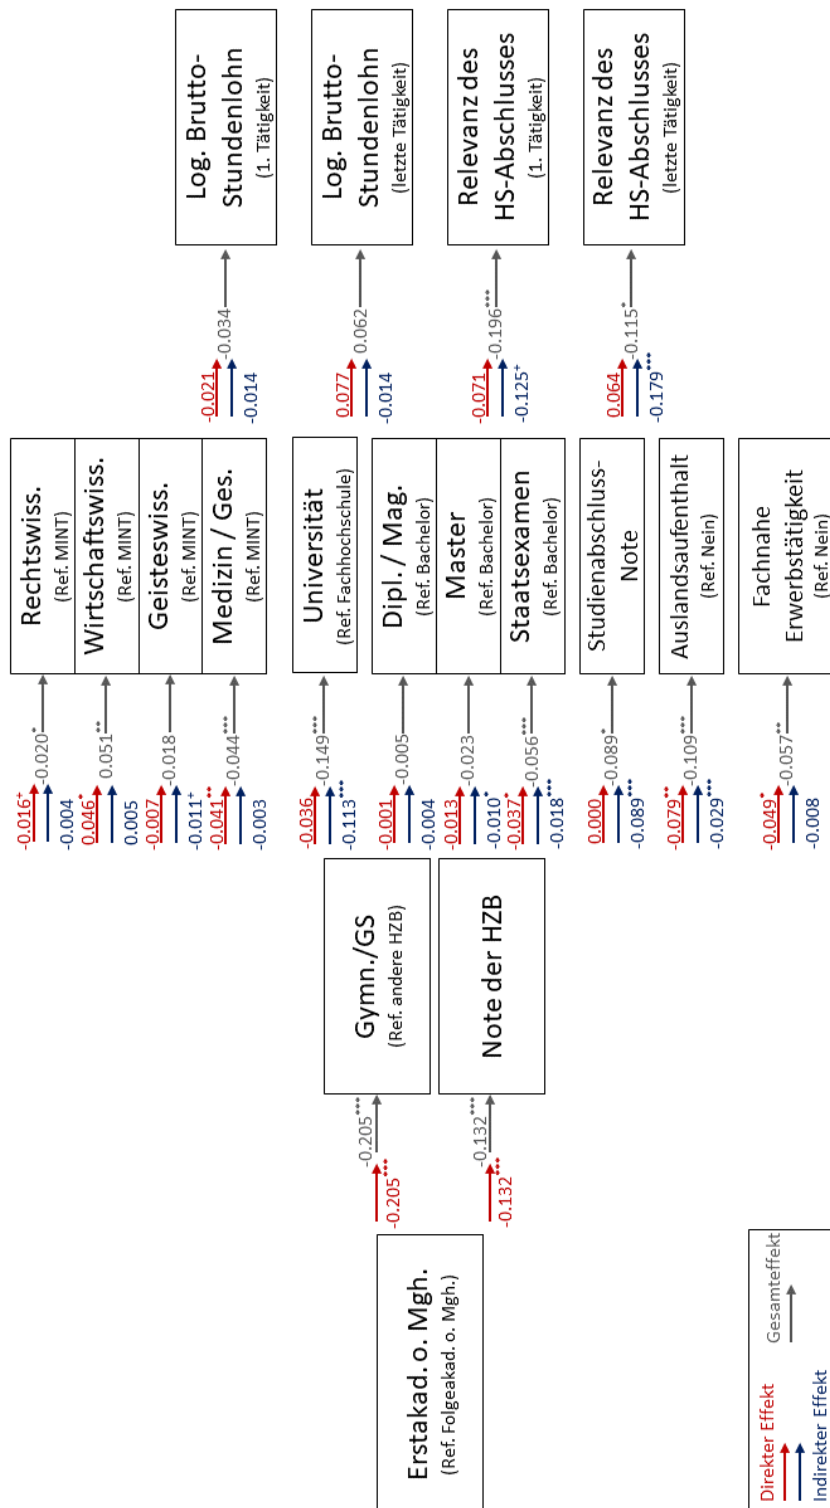 Erstakad. o. Mgh.
(Ref. Folgeakad. o. Mgh.)
-0.205***
-0.205***
Gymn./GS
(Ref. andere HZB)
-0.132***
-0.132***
Note der HZB
-0.016+
-0.004
-0.020*
Rechtswiss.
(Ref. MINT)
0.046*
0.005
0.051**
Wirtschaftswiss.
(Ref. MINT)
-0.007
-0.011+
-0.018
Geisteswiss.
(Ref. MINT)
-0.041**
-0.003
-0.044***
Medizin / Ges.
(Ref. MINT)
-0.036
-0.113***
-0.149***
Universität
(Ref. Fachhochschule)
-0.001
-0.004
-0.005
Dipl. / Mag.
(Ref. Bachelor)
-0.013
-0.010*
-0.023
Master
(Ref. Bachelor)
-0.037*
-0.018***
-0.056***
Staatsexamen
(Ref. Bachelor)
0.000
-0.089***
-0.089*
Studienabschluss-
Note
-0.079**
-0.029***
-0.109***
Auslandsaufenthalt
(Ref. Nein)
-0.049*
-0.008
-0.057**
Fachnahe
Erwerbstätigkeit
(Ref. Nein)
-0.021
-0.014
-0.034
Log. Brutto-
Stundenlohn
(1. Tätigkeit)
0.077
-0.014
0.062
Log. Brutto-
Stundenlohn
(letzte Tätigkeit)
-0.071
-0.125+
-0.196***
Relevanz des
HS-Abschlusses
(1. Tätigkeit)
0.064
-0.179***
-0.115*
Relevanz des
HS-Abschlusses
(letzte Tätigkeit)
Direkter Effekt
Indirekter Effekt
Gesamteffekt